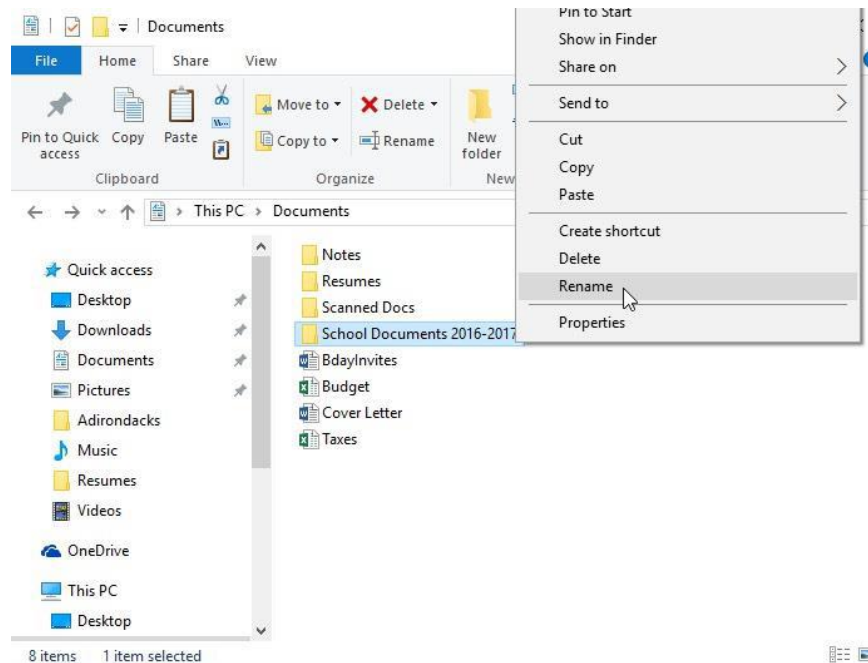 Documents
File Home Share View
Pin to Quick access
Copy
Paste
Clipboard
Move to
Copy to
Delete
Rename
Organize
New folder
New
This PC > Documents
Quick access
Desktop
Downloads
Documents
Pictures
Adirondacks
Music
Resumes
Videos
OneDrive
This PC
Desktop
Notes
Resumes
Scanned Docs
School Documents 2016-2017
BdayInvites
Budget
Cover Letter
Taxes
Pin to Start
Show in Finder
Share on
Send to
Cut
Copy
Paste
Create shortcut
Delete
Rename
Properties
8 items 1 item selected